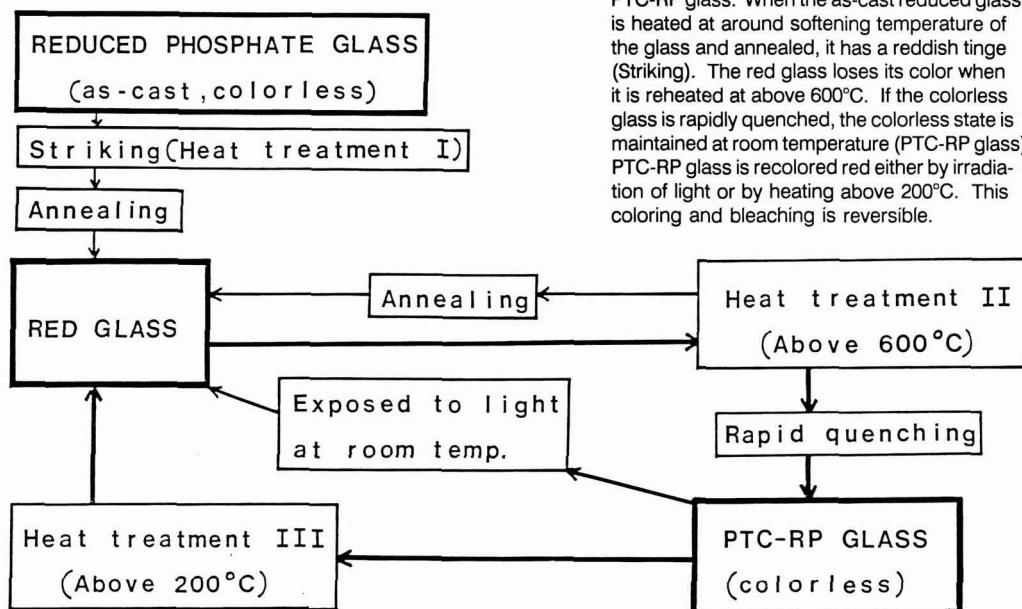 PTC-RP glass. When the as-cast reduced glass
is heated at around softening temperature of
the glass and annealed, it has a reddish tinge
(Striking). The red glass loses its color when
it is reheated at above 600°C. If the colorless
glass is rapidly quenched, the colorless state is
maintained at room temperature (PTC-RP glass)
PTC-RP glass is recolored red either by irradia-
tion of light or by heating above 200°C. This
coloring and bleaching is reversible.
REDUCED PHOSPHATE GLASS
(as-cast, colorless)
Striking(Heat treatment I)
Annealing
RED GLASS
Annealing
Heat treatment II
(Above 600°C)
Exposed to light
at room temp.
Rapid quenching
Heat treatment III
(Above 200°C)
PTC-RP GLASS
(colorless)